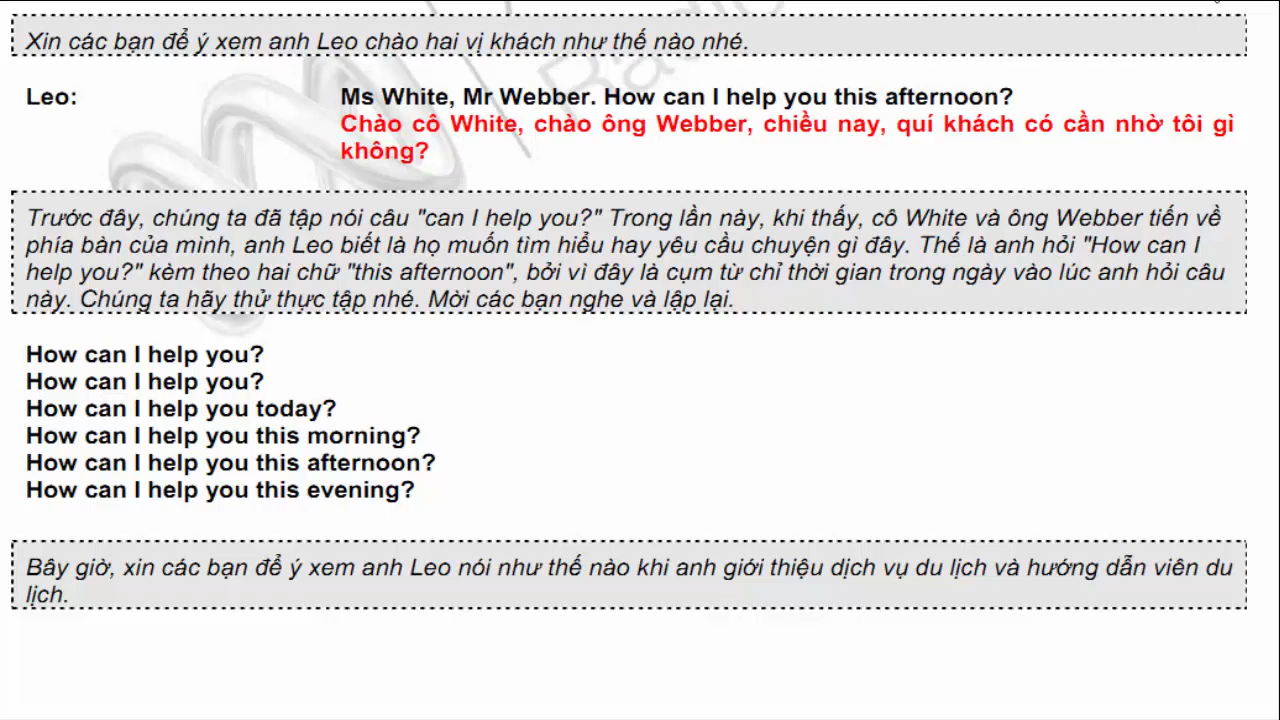 Xin các bạn để ý xem anh Leo chào hai vị khách như thế nào nhé.
Leo: Ms White, Mr Webber. How can I help you this afternoon?
Chào cô White, chào ông Webber, chiều nay, quí khách có cần nhờ tôi gì
không?
Trước đây, chúng ta đã tập nói câu "can I help you?" Trong lần này, khi thấy, cô White và ông Webber tiến về
phía bàn của mình, anh Leo biết là họ muốn tìm hiểu hay yêu cầu chuyện gì đây. Thế là anh hỏi "How can I
help you?" kèm theo hai chữ "this afternoon", bởi vì đây là cụm từ chỉ thời gian trong ngày vào lúc anh hỏi câu
này. Chúng ta hãy thử thực tập nhé. Mời các bạn nghe và lập lại.
How can I help you?
How can I help you?
How can I help you today?
How can I help you this morning?
How can I help you this afternoon?
How can I help you this evening?
Bây giờ, xin các bạn để ý xem anh Leo nói như thế nào khi anh giới thiệu dịch vụ du lịch và hướng dẫn viên du
lịch.
Radio